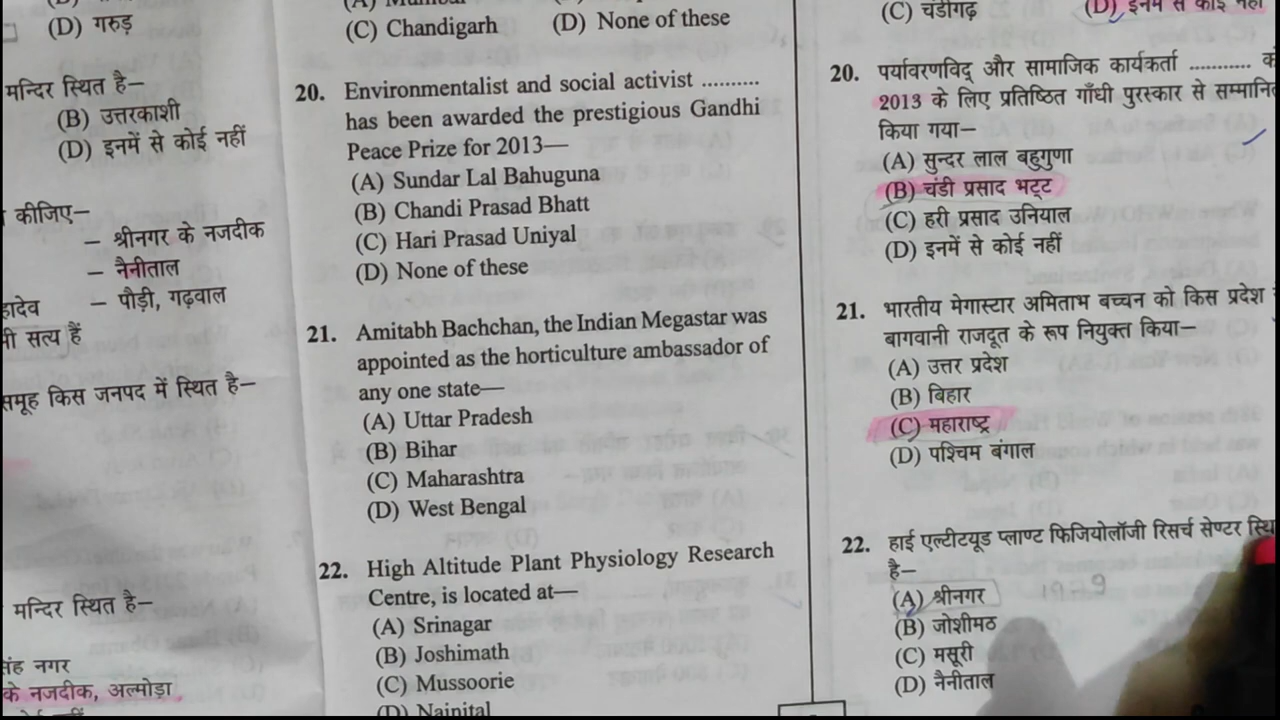 (D) गरुड़
मन्दिर स्थित है–
(B) उत्तरकाशी
(D) इनमें से कोई नहीं
कीजिए–
– श्रीनगर के नजदीक
– नैनीताल
– पौड़ी, गढ़वाल
सत्य हैं
समूह किस जनपद में स्थित है–
मन्दिर स्थित है–
नगर
के नजदीक, अल्मोड़ा
(C) Chandigarh (D) None of these
20. Environmentalist and social activist ..........
has been awarded the prestigious Gandhi
Peace Prize for 2013—
(A) Sundar Lal Bahuguna
(B) Chandi Prasad Bhatt
(C) Hari Prasad Uniyal
(D) None of these
21. Amitabh Bachchan, the Indian Megastar was
appointed as the horticulture ambassador of
any one state—
(A) Uttar Pradesh
(B) Bihar
(C) Maharashtra
(D) West Bengal
22. High Altitude Plant Physiology Research
Centre, is located at—
(A) Srinagar
(B) Joshimath
(C) Mussoorie
(D) Nainital
(C) चंडीगढ़ (D) इनमें से कोई नहीं
20. पर्यावरणविद् और सामाजिक कार्यकर्ता ...........
2013 के लिए प्रतिष्ठित गाँधी पुरस्कार से सम्मानित
किया गया–
(A) सुन्दर लाल बहुगुणा
(B) चंडी प्रसाद भट्ट
(C) हरी प्रसाद उनियाल
(D) इनमें से कोई नहीं
21. भारतीय मेगास्टार अमिताभ बच्चन को किस प्रदेश
बागवानी राजदूत के रूप नियुक्त किया–
(A) उत्तर प्रदेश
(B) बिहार
(C) महाराष्ट्र
(D) पश्चिम बंगाल
22. हाई एल्टीटयूड प्लाण्ट फिजियोलॉजी रिसर्च सेण्टर
है–
(A) श्रीनगर
(B) जोशीमठ
(C) मसूरी
(D) नैनीताल